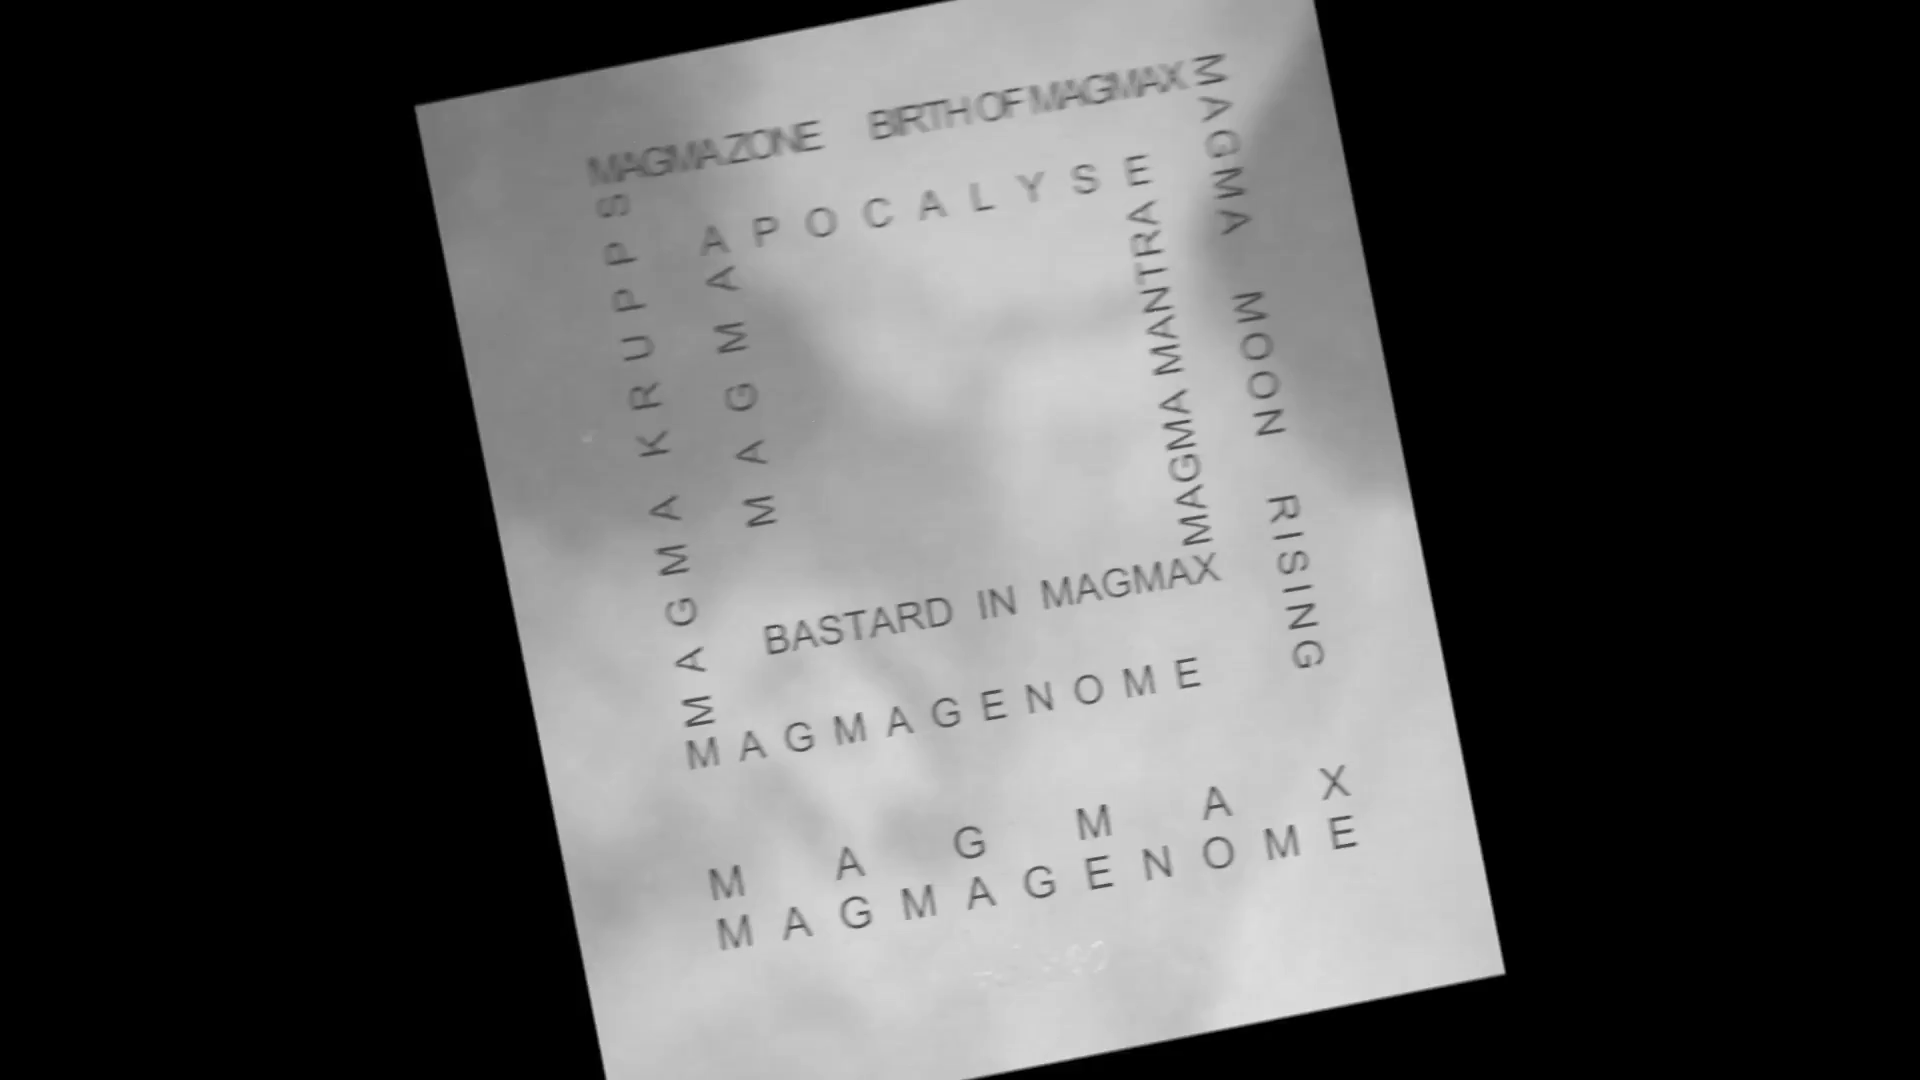 MAGMA ZONE BIRTH OF MAGMAX
MAGMA MOON RISING
MAGMA KRUPPS
MAGMA
APOCALYSE
MAGMA MANTRA
BASTARD IN MAGMAX
MAGMAGENOME
MAGMAX
MAGMAGENOME